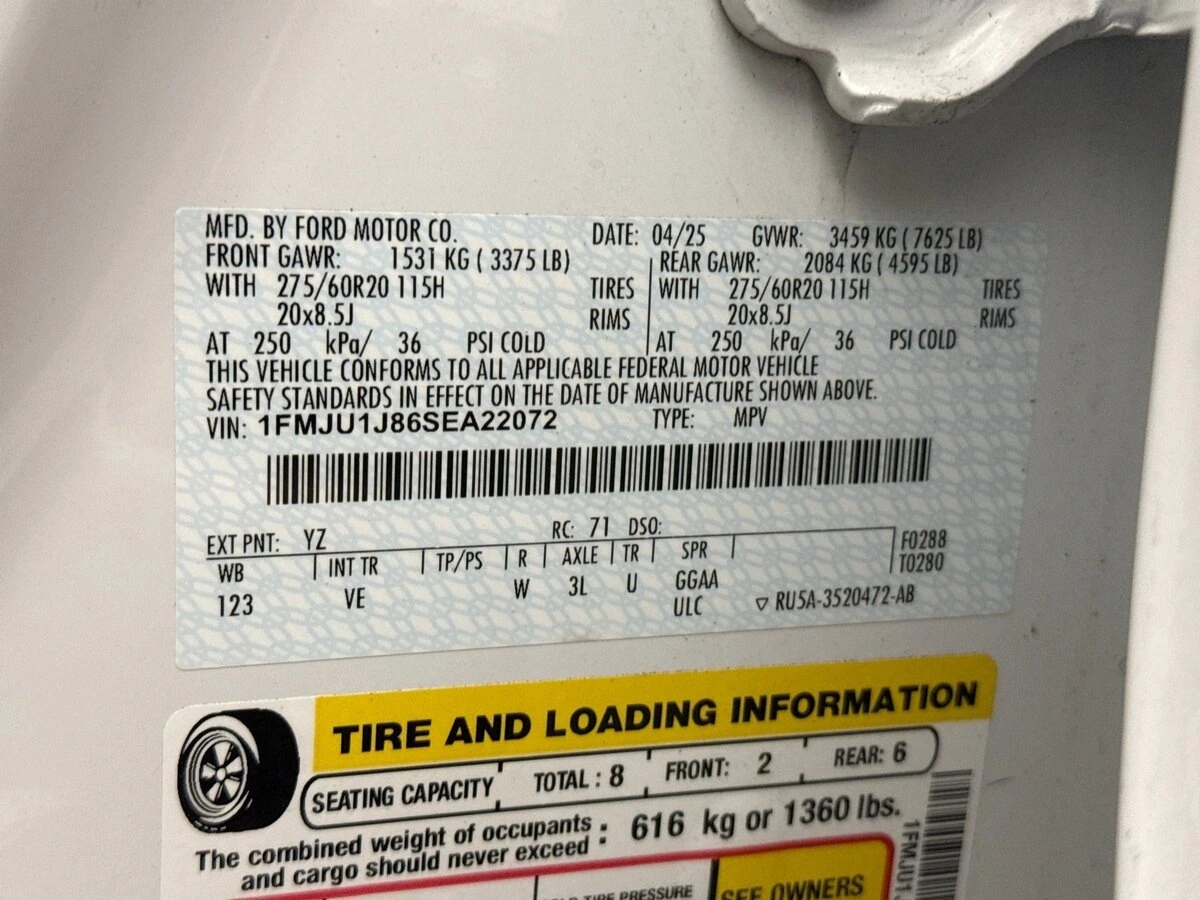 MFD. BY FORD MOTOR CO. DATE: 04/25 GVWR: 3459 KG ( 7625 LB)
FRONT GAWR: 1531 KG ( 3375 LB) REAR GAWR: 2084 KG ( 4595 LB)
WITH 275/60R20 115H TIRES WITH 275/60R20 115H TIRES
20x8.5J RIMS 20x8.5J RIMS
AT 250 kPa/ 36 PSI COLD AT 250 kPa/ 36 PSI COLD
THIS VEHICLE CONFORMS TO ALL APPLICABLE FEDERAL MOTOR VEHICLE
SAFETY STANDARDS IN EFFECT ON THE DATE OF MANUFACTURE SHOWN ABOVE.
VIN: 1FMJU1J86SEA22072 TYPE: MPV
EXT PNT: YZ RC: 71 DSO:
WB INT TR TP/PS R AXLE TR SPR F0288
T0280
123 VE W 3L U GGAA
ULC ▽ RU5A-3520472-AB
TIRE AND LOADING INFORMATION
SEATING CAPACITY TOTAL : 8 FRONT: 2 REAR: 6
The combined weight of occupants
and cargo should never exceed : 616 kg or 1360 lbs.
TIRE PRESSURE
SEE OWNERS
1FMJU1